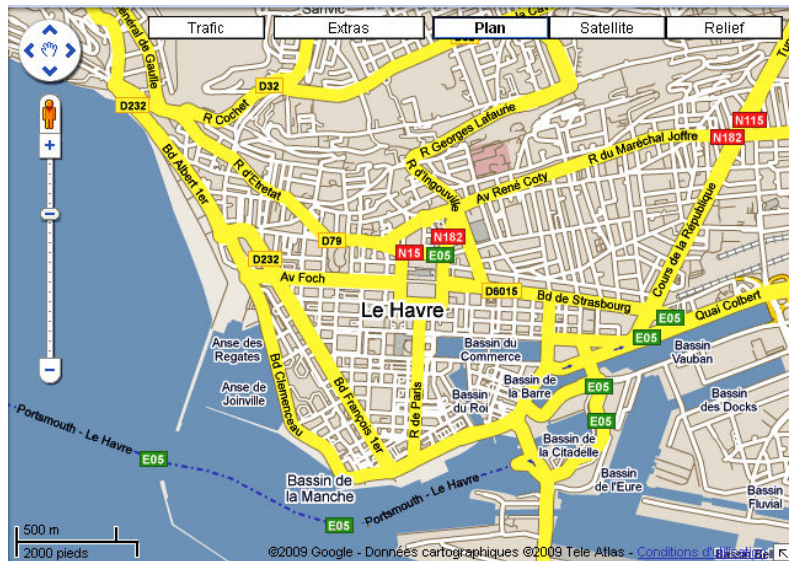 Trafic
Extras
Plan
Satellite
Relief
Sanvic
D32
D232
R Cochet
R Georges Lafaurie
N115
N182
R du Maréchal Joffre
R d'Etretat
R d'Ingouville
Bd Albert 1er
Av René Coty
Cours de la République
D79
N15
N182
E05
D232
Av Foch
D6015
Bd de Strasbourg
Quai Colbert
Le Havre
E05
E05
Anse des
Regates
Bassin du
Commerce
Bassin
Vauban
Anse de
Joinville
Bd Clemenceau
Bd François 1er
R de Paris
Bassin
du Roi
Bassin de
la Barre
E05
Bassin
des Docks
E05
Portsmouth - Le Havre
E05
Bassin de
la Citadelle
Bassin de
la Manche
Bassin
de l'Eure
Portsmouth - Le Havre
E05
Bassin
Fluvial
500 m
2000 pieds
©2009 Google - Données cartographiques ©2009 Tele Atlas - Conditions